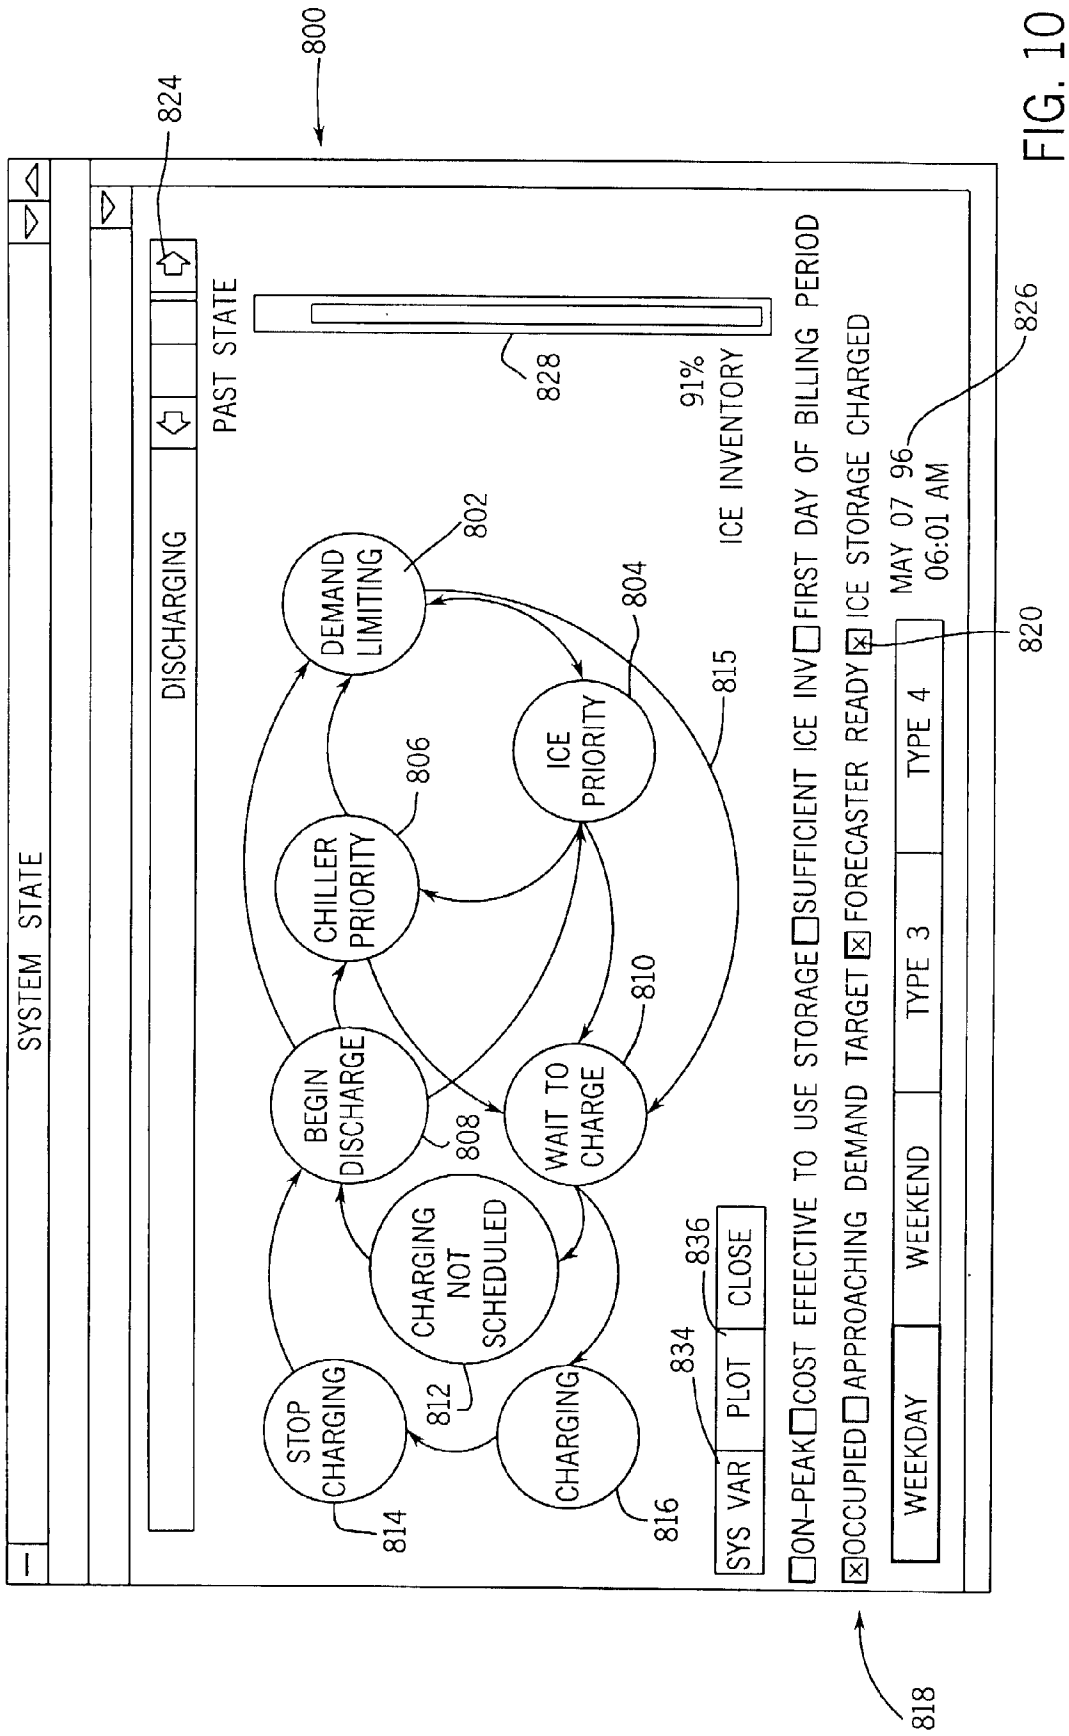 SYSTEM STATE
800
824
DISCHARGING
PAST STATE
STOP
CHARGING
814
BEGIN
DISCHARGE
808
CHILLER
PRIORITY
806
DEMAND
LIMITING
802
CHARGING
NOT
SCHEDULED
812
CHARGING
816
WAIT TO
CHARGE
810
ICE
PRIORITY
804
815
828
91%
ICE INVENTORY
834
836
SYS VAR
PLOT
CLOSE
ON-PEAK COST EFECTIVE TO USE STORAGE SUFFICIENT ICE INV FIRST DAY OF BILLING PERIOD
X OCCUPIED APPROACHING DEMAND TARGET X FORECASTER READY X ICE STORAGE CHARGED
818
820
WEEKDAY
WEEKEND
TYPE 3
TYPE 4
MAY 07 96
06:01 AM
826
FIG. 10